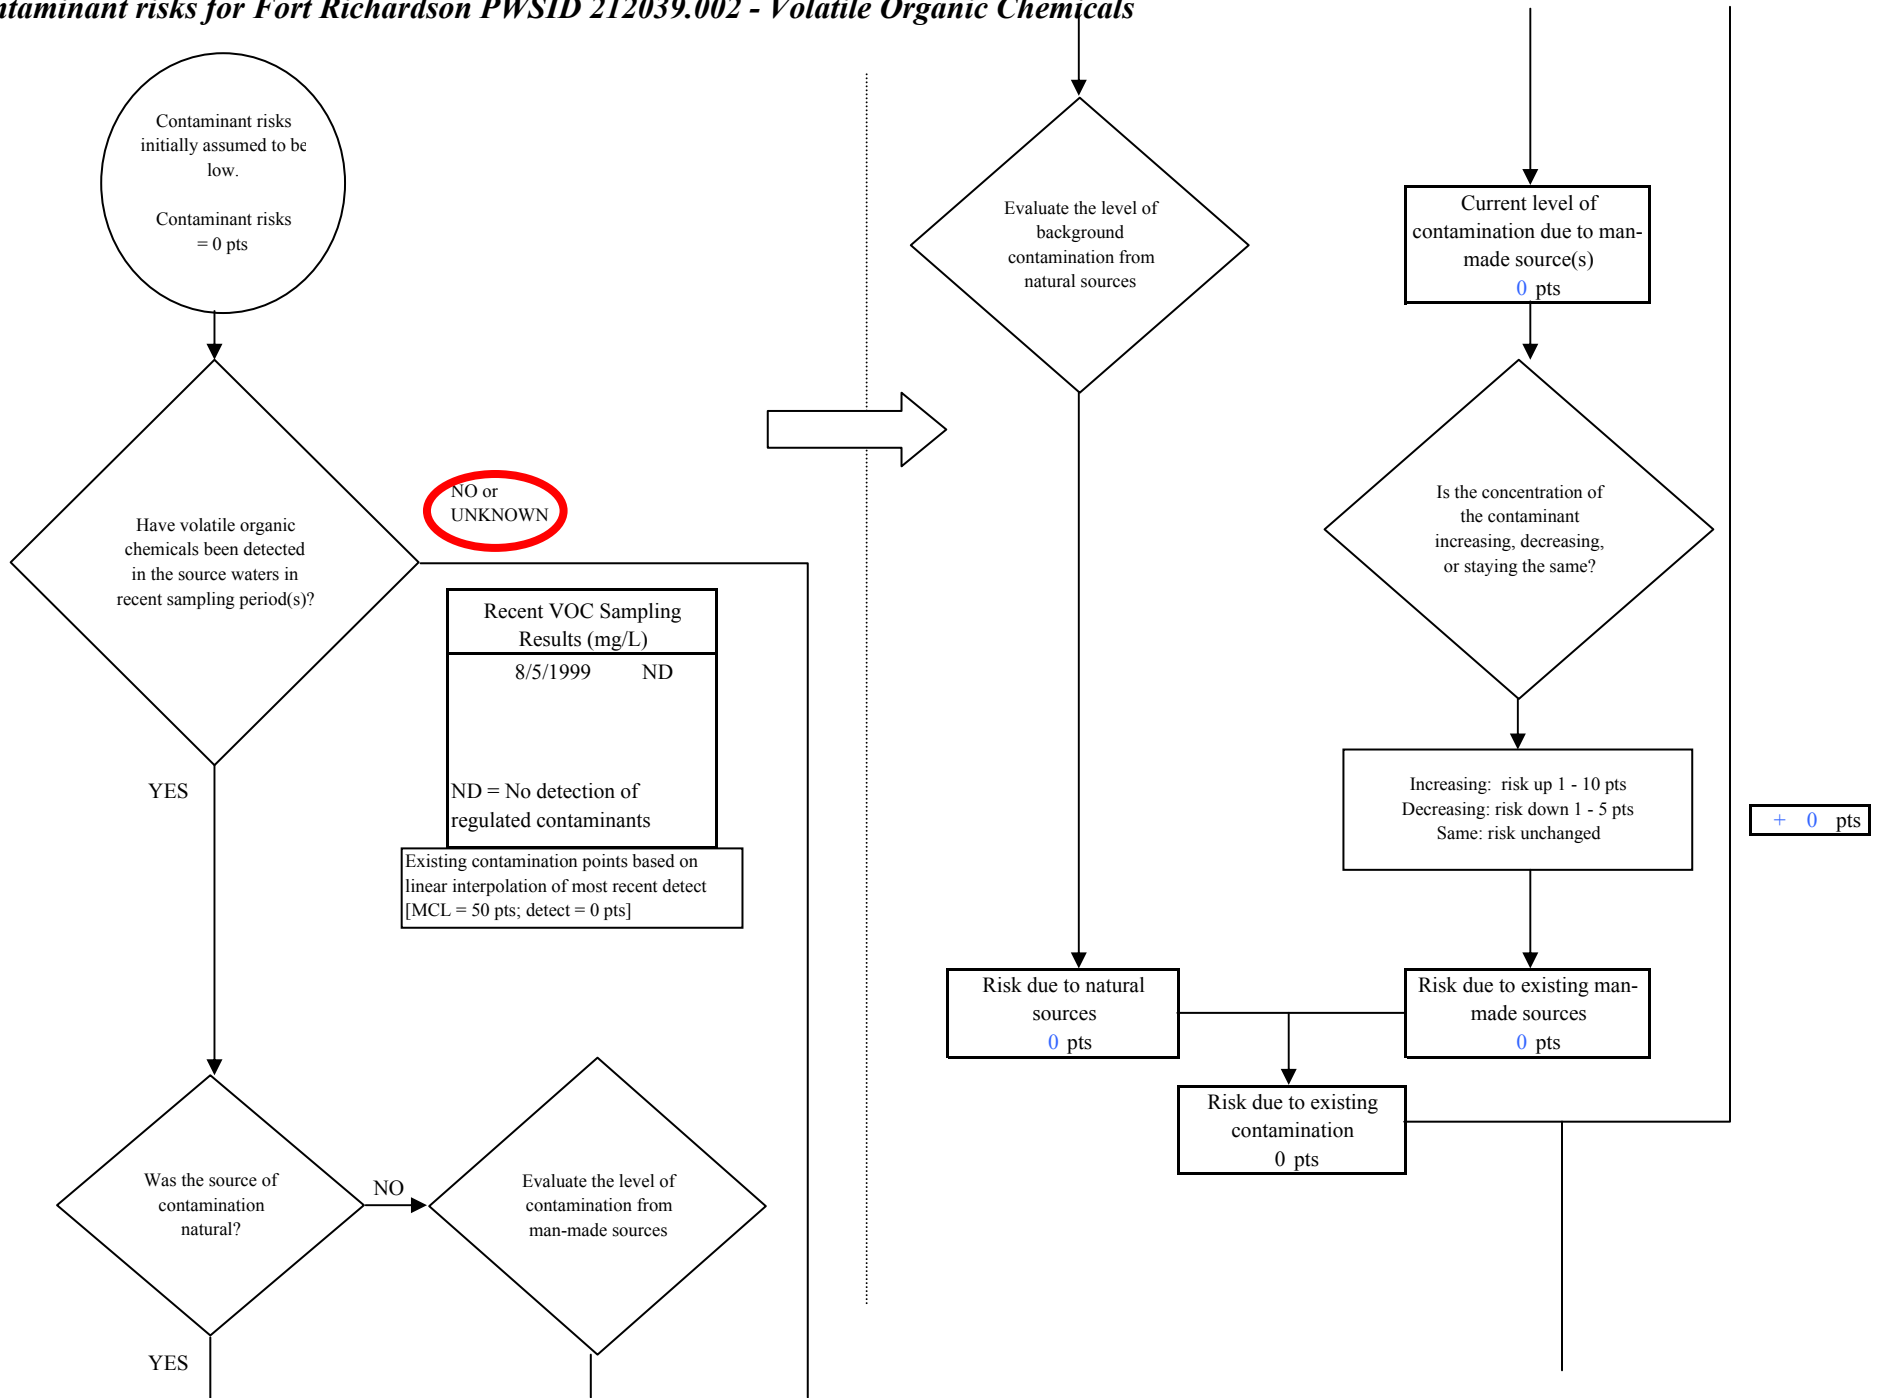 ntaminant risks for Fort Richardson PWSID 212039.002 - Volatile Organic Chemicals
Contaminant risks
initially assumed to be
low.
Contaminant risks
= 0 pts
Have volatile organic
chemicals been detected
in the source waters in
recent sampling period(s)?
NO or
UNKNOWN
Recent VOC Sampling
Results (mg/L)
8/5/1999 ND
ND = No detection of
regulated contaminants
Existing contamination points based on
linear interpolation of most recent detect
[MCL = 50 pts; detect = 0 pts]
YES
Was the source of
contamination
natural?
NO
Evaluate the level of
contamination from
man-made sources
YES
Evaluate the level of
background
contamination from
natural sources
Current level of
contamination due to man-
made source(s)
0 pts
Is the concentration of
the contaminant
increasing, decreasing,
or staying the same?
Increasing: risk up 1 - 10 pts
Decreasing: risk down 1 - 5 pts
Same: risk unchanged
+ 0 pts
Risk due to natural
sources
0 pts
Risk due to existing man-
made sources
0 pts
Risk due to existing
contamination
0 pts